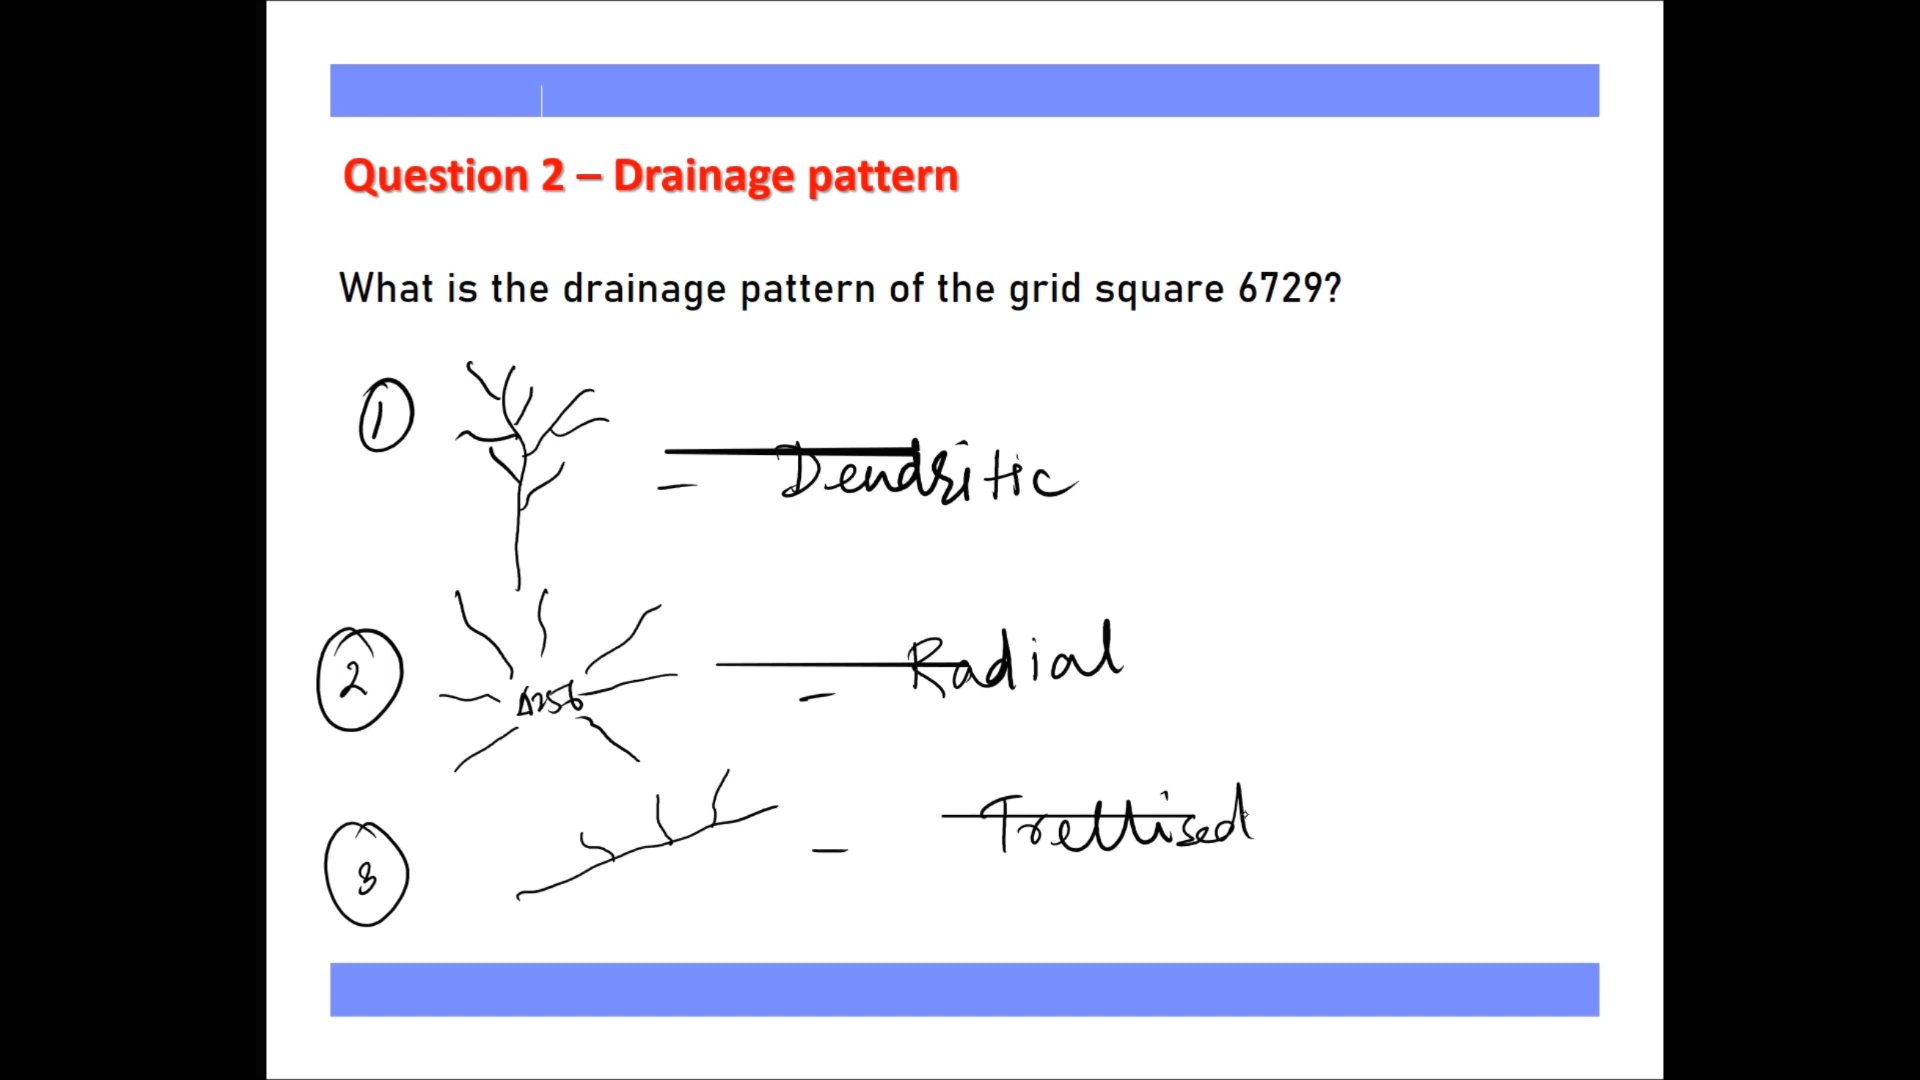 Question 2 – Drainage pattern
What is the drainage pattern of the grid square 6729?
1
– Dendritic
2
Δ256
– Radial
3
– Trellised